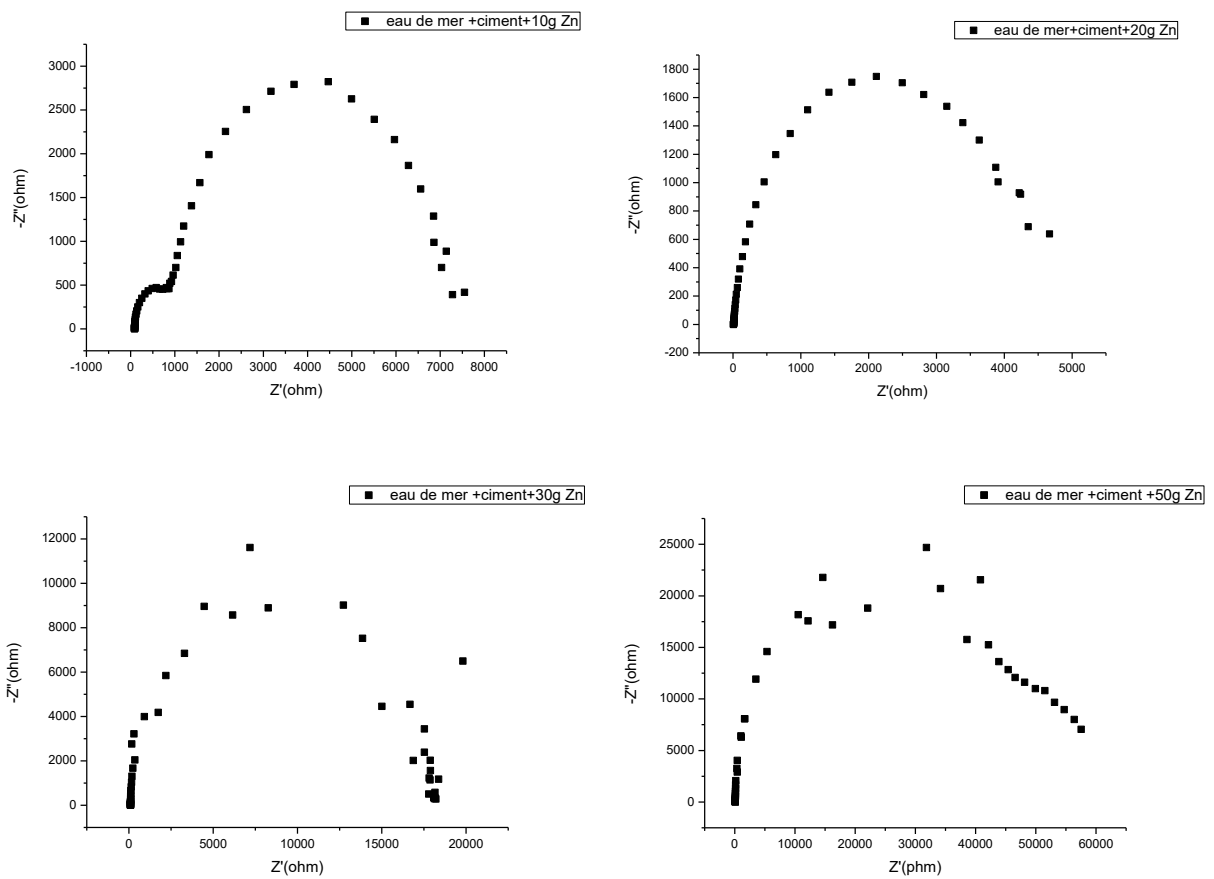 eau de mer +ciment+10g Zn
3000
2500
2000
1500
1000
500
0
-Z"(ohm)
-1000 0 1000 2000 3000 4000 5000 6000 7000 8000
Z'(ohm)
eau de mer+ciment+20g Zn
1800
1600
1400
1200
1000
800
600
400
200
0
-200
-Z"(ohm)
0 1000 2000 3000 4000 5000
Z'(ohm)
eau de mer +ciment+30g Zn
12000
10000
8000
6000
4000
2000
0
-Z"(ohm)
0 5000 10000 15000 20000
Z'(ohm)
eau de mer +ciment +50g Zn
25000
20000
15000
10000
5000
0
-Z"(ohm)
0 10000 20000 30000 40000 50000 60000
Z'(phm)